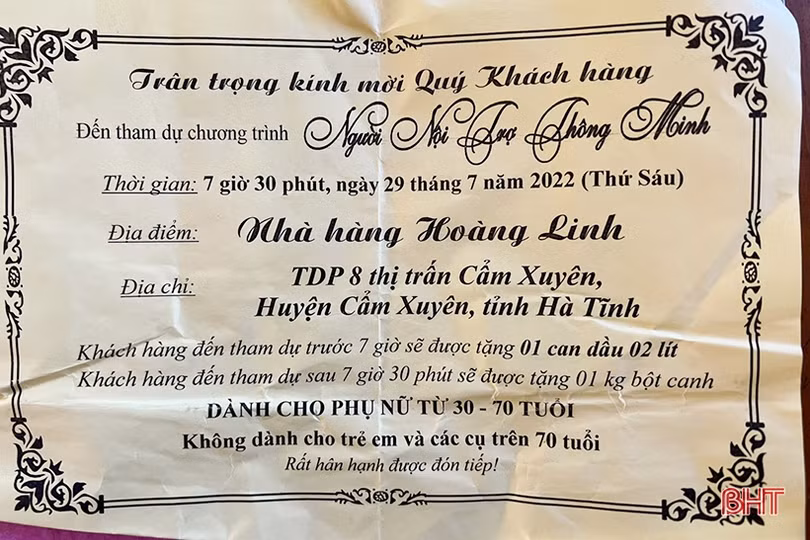 Trân trọng kính mời Quý Khách hàng
Đến tham dự chương trình Người Nội Trợ Thông Minh
Thời gian: 7 giờ 30 phút, ngày 29 tháng 7 năm 2022 (Thứ Sáu)
Địa điểm: Nhà hàng Hoàng Linh
Địa chỉ: TDP 8 thị trấn Cẩm Xuyên,
Huyện Cẩm Xuyên, tỉnh Hà Tĩnh
Khách hàng đến tham dự trước 7 giờ sẽ được tặng 01 can dầu 02 lít
Khách hàng đến tham dự sau 7 giờ 30 phút sẽ được tặng 01 kg bột canh
DÀNH CHO PHỤ NỮ TỪ 30 - 70 TUỔI
Không dành cho trẻ em và các cụ trên 70 tuổi
Rất hân hạnh được đón tiếp!
BHT